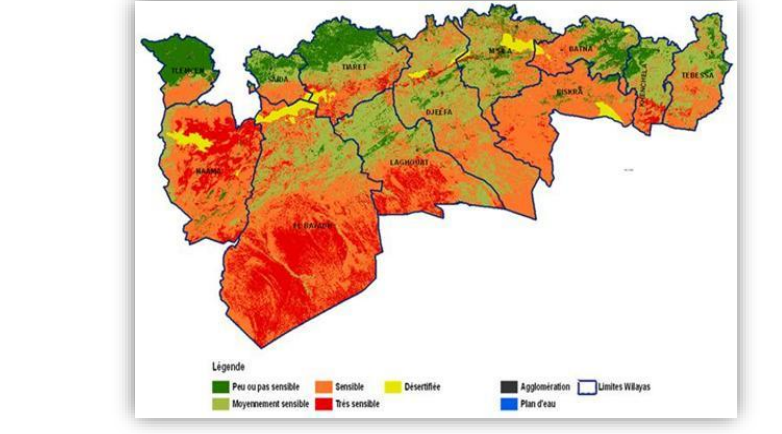 TLEMCEN
SAIDA
TIARET
M'SILA
BATNA
TEBESSA
BISKRA
DJELFA
LAGHOUAT
NAAMA
EL BAYADH
Légende
Peu ou pas sensible
Sensible
Désertifiée
Agglomération
Limites Wilayas
Moyennement sensible
Trés sensible
Plan d'eau